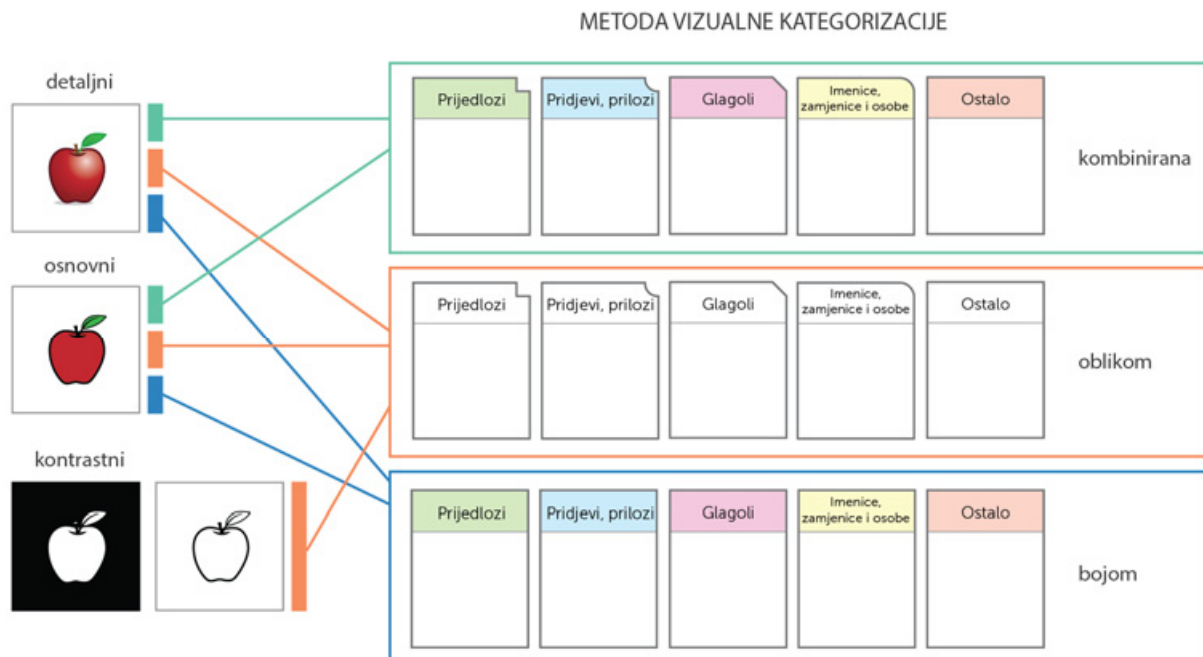 METODA VIZUALNE KATEGORIZACIJE
detaljni
Prijedlozi
Pridjevi, prilozi
Glagoli
Imenice,
zamjenice i osobe
Ostalo
kombinirana
osnovni
Prijedlozi
Pridjevi, prilozi
Glagoli
Imenice,
zamjenice i osobe
Ostalo
oblikom
kontrastni
Prijedlozi
Pridjevi, prilozi
Glagoli
Imenice,
zamjenice i osobe
Ostalo
bojom